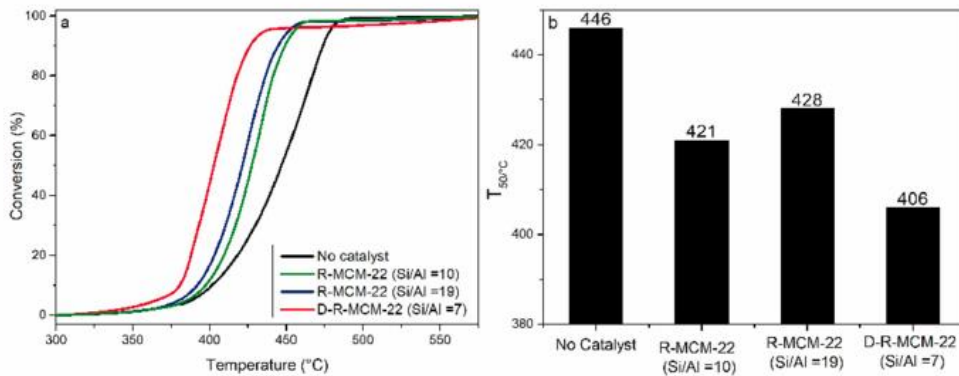 a
100
80
60
40
20
0
Conversion (%)
300
350
400
450
500
550
Temperature (°C)
No catalyst
R-MCM-22 (Si/Al =10)
R-MCM-22 (Si/Al =19)
D-R-MCM-22 (Si/Al =7)
b
440
420
400
380
T50/°C
446
421
428
406
No Catalyst
R-MCM-22
(Si/Al =10)
R-MCM-22
(Si/Al =19)
D-R-MCM-22
(Si/Al =7)